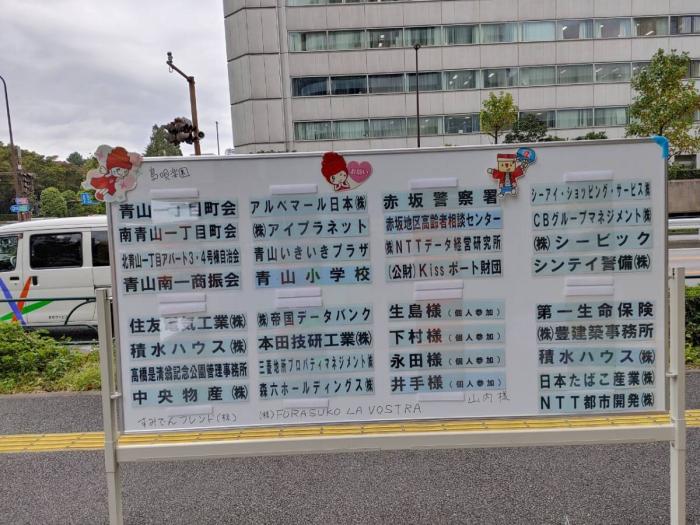 青山一丁目町会
南青山一丁目町会
北青山一丁目アパート3・4号棟自治会
青山南一商振会
アルベマール日本㈱
㈱アイプラネット
青山いきいきプラザ
青山小学校
赤坂警察署
赤坂地区高齢者相談センター
㈱NTTデータ経営研究所
(公財)Kissポート財団
シーアイ・ショッピング・サービス㈱
CBグループマネジメント㈱
㈱シービック
シンテイ警備㈱
住友電気工業㈱
積水ハウス㈱
高橋是清翁記念公園管理事務所
中央物産㈱
㈱帝国データバンク
本田技研工業㈱
三菱地所プロパティマネジメント㈱
森六ホールディングス㈱
生島様(個人参加)
下村様(個人参加)
永田様(個人参加)
井手様(個人参加)
第一生命保険
㈱豊建築事務所
積水ハウス㈱
日本たばこ産業㈱
NTT都市開発㈱
すみでんフレンド(株)
(株)FURASUKO LA VOSTRA
山内様